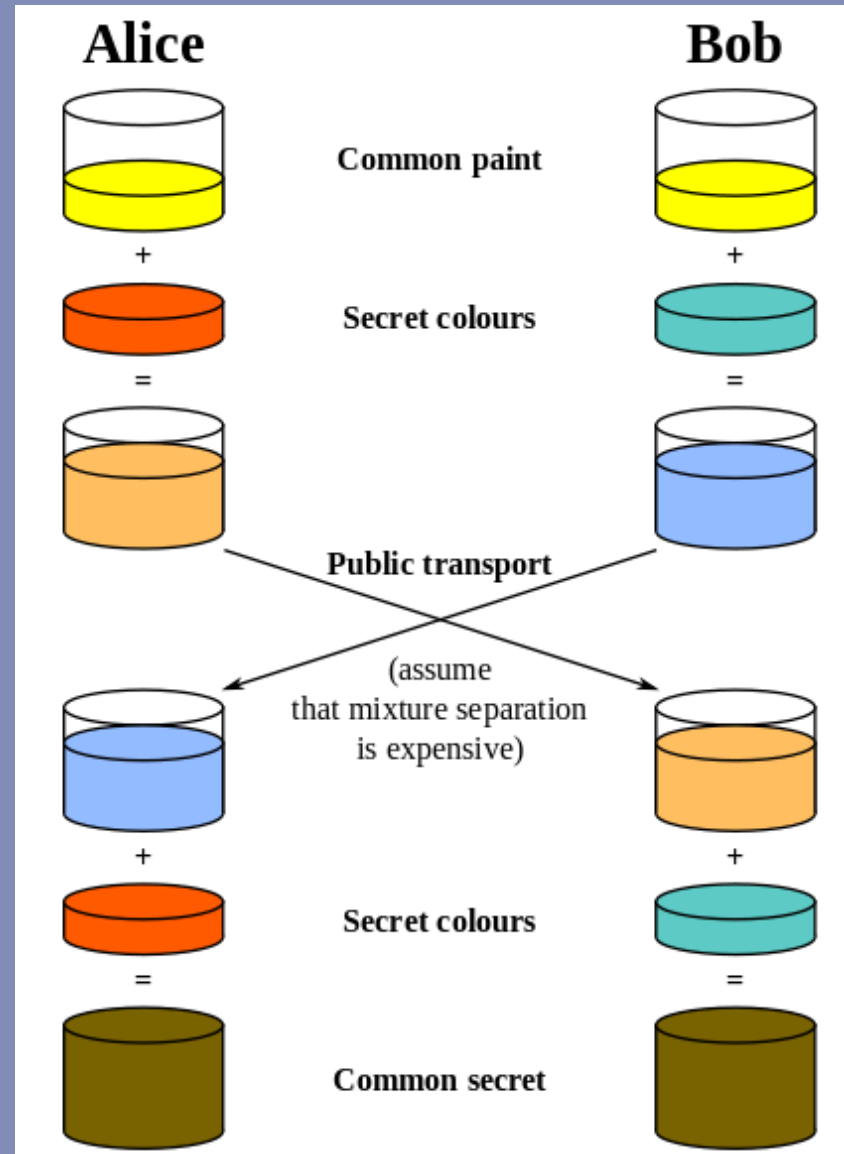 Alice Bob
Common paint
+ +
Secret colours
= =
Public transport
(assume
that mixture separation
is expensive)
+ +
Secret colours
= =
Common secret